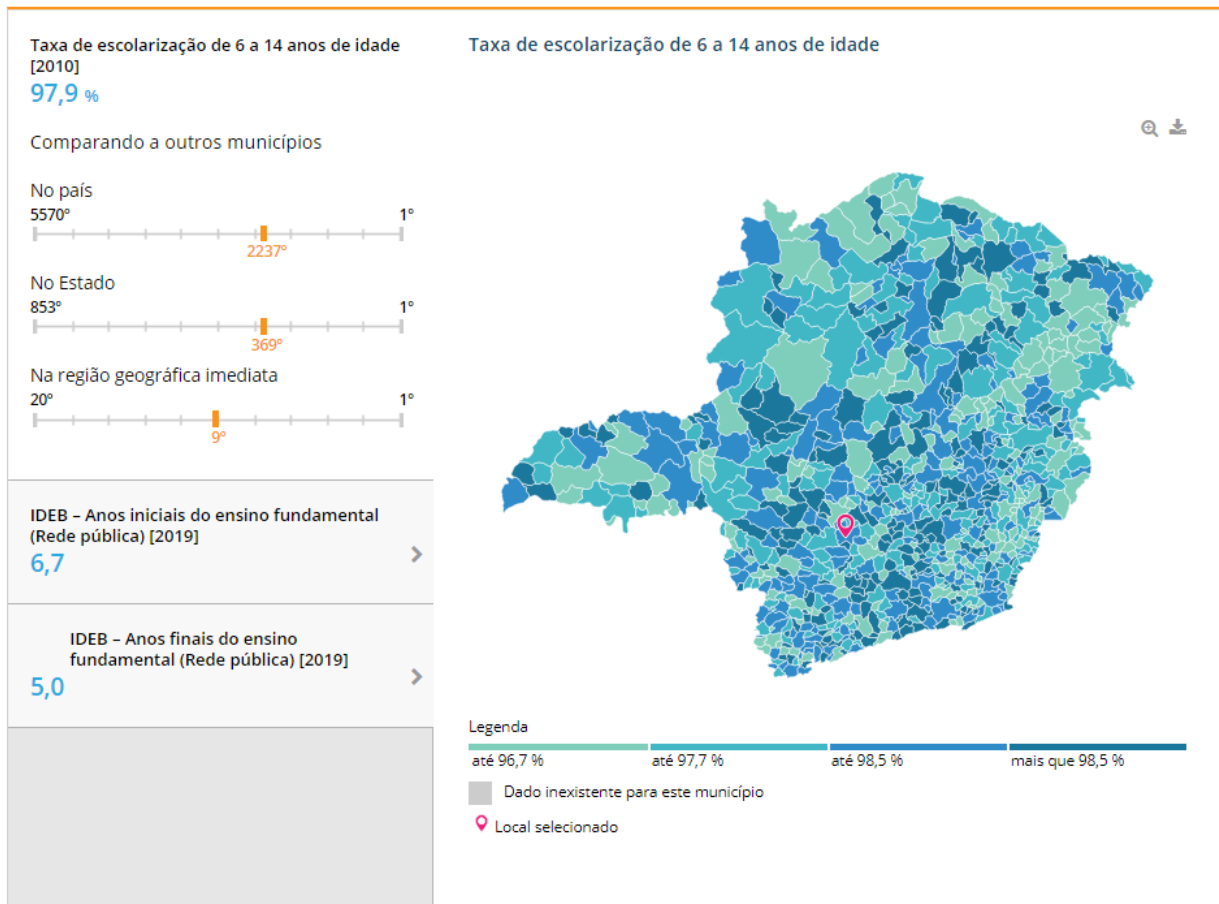 Taxa de escolarização de 6 a 14 anos de idade
[2010]
97,9 %
Comparando a outros municípios
No país
5570º 1º
2237º
No Estado
853º 1º
369º
Na região geográfica imediata
20º 1º
9º
IDEB – Anos iniciais do ensino fundamental
(Rede pública) [2019]
6,7
IDEB – Anos finais do ensino
fundamental (Rede pública) [2019]
5,0
Taxa de escolarização de 6 a 14 anos de idade
Legenda
até 96,7 % até 97,7 % até 98,5 % mais que 98,5 %
Dado inexistente para este município
Local selecionado